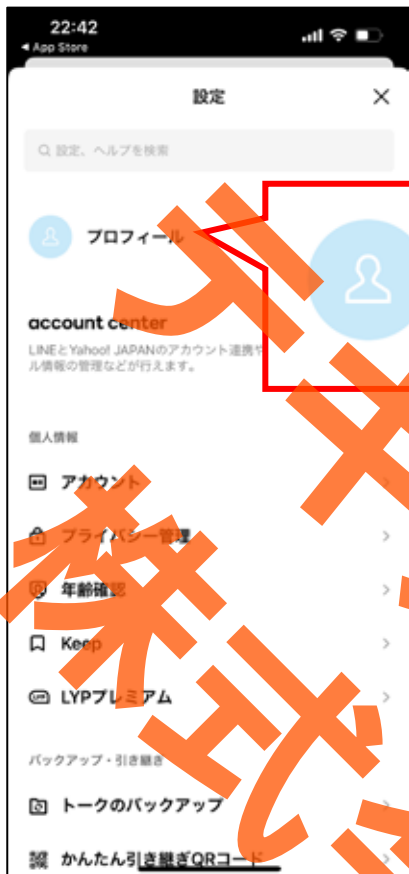 22:42
◀ App Store
設定
設定、ヘルプを検索
プロフィール
account center
LINEとYahoo! JAPANのアカウント連携や
ル情報の管理などが行えます。
個人情報
アカウント
プライバシー管理
年齢確認
Keep
LYPプレミアム
バックアップ・引き継ぎ
トークのバックアップ
かんたん引き継ぎQRコード
株式